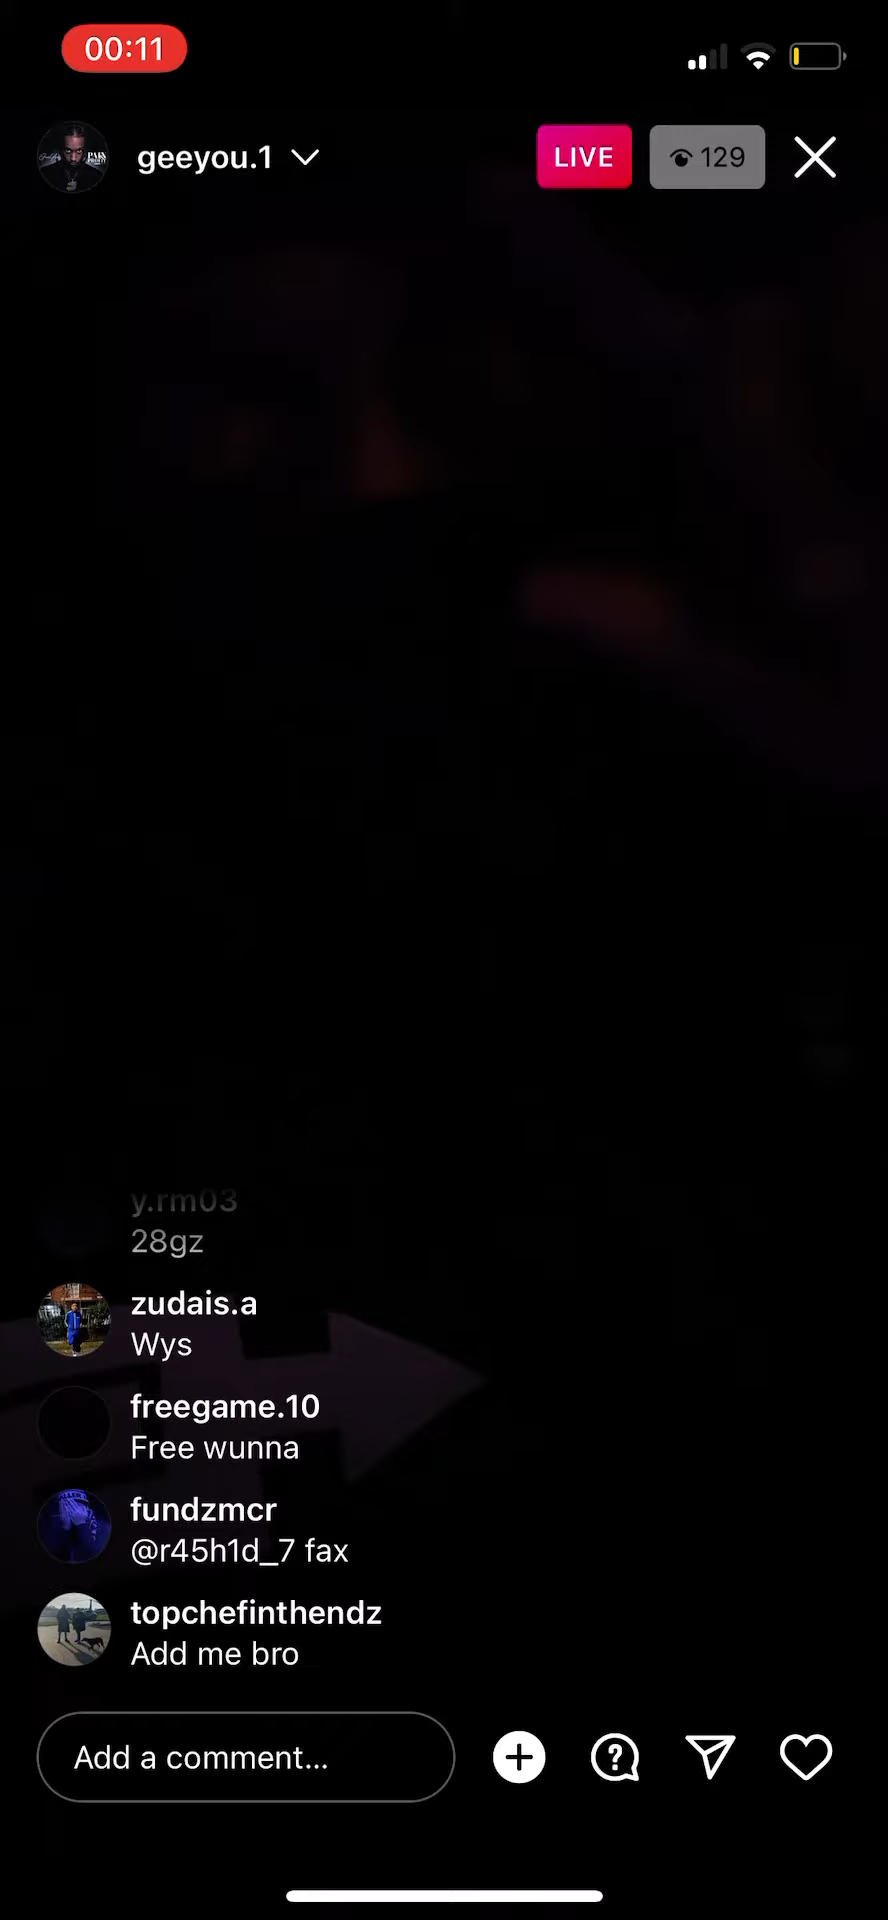 00:11
geeyou.1
LIVE
129
y.rm03
28gz
zudais.a
Wys
freegame.10
Free wunna
fundzmcr
@r45h1d_7 fax
topchefinthendz
Add me bro
Add a comment...